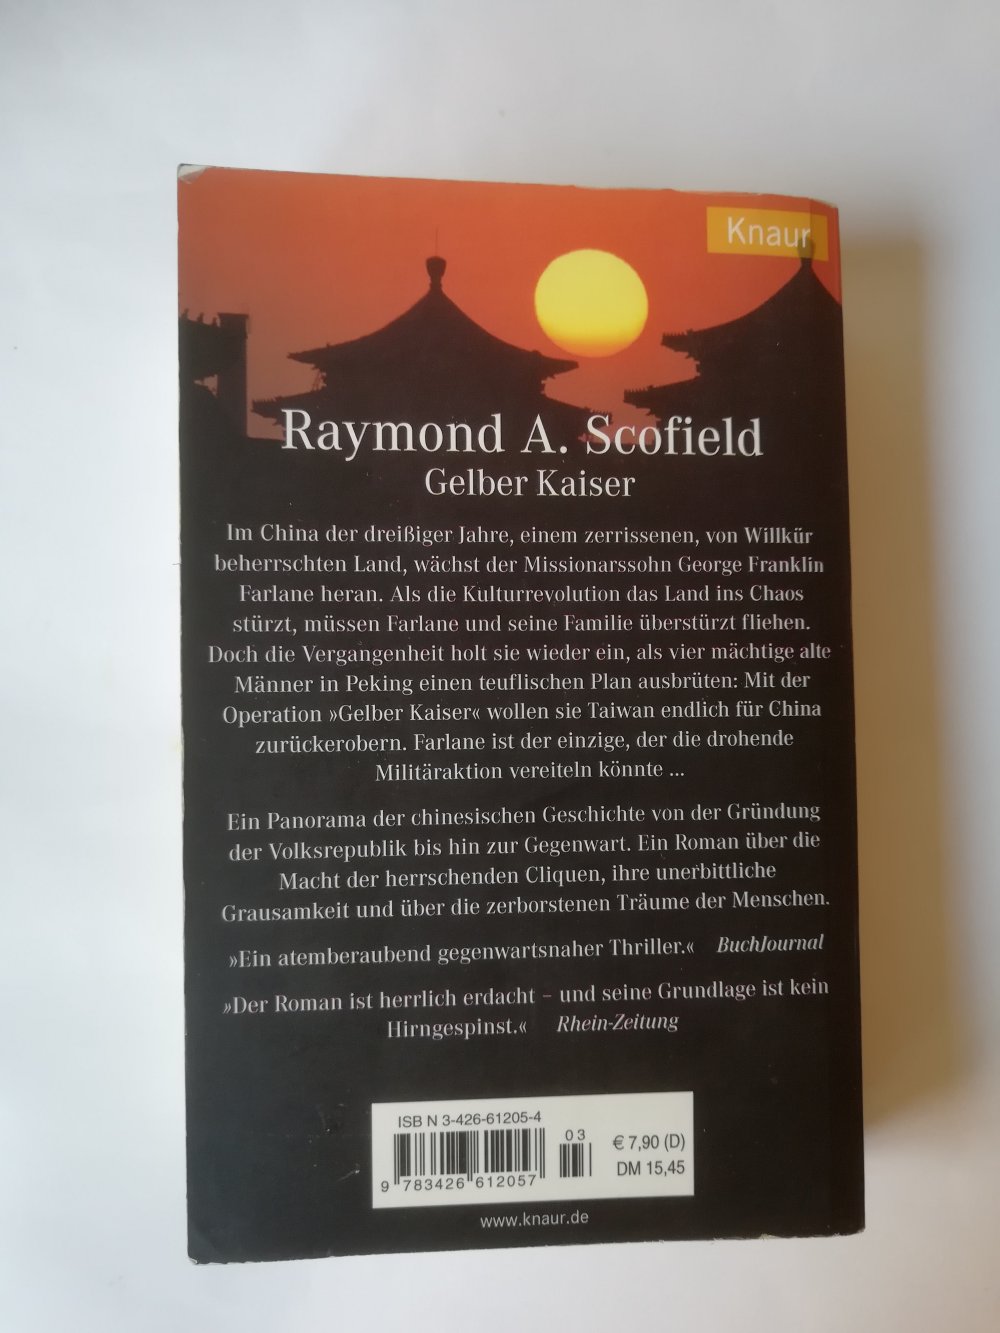 Knaur
Raymond A. Scofield
Gelber Kaiser
Im China der dreißiger Jahre, einem zerrissenen, von Willkür
beherrschten Land, wächst der Missionarssohn George Franklin
Farlane heran. Als die Kulturrevolution das Land ins Chaos
stürzt, müssen Farlane und seine Familie überstürzt fliehen.
Doch die Vergangenheit holt sie wieder ein, als vier mächtige alte
Männer in Peking einen teuflischen Plan ausbrüten: Mit der
Operation »Gelber Kaiser« wollen sie Taiwan endlich für China
zurückerobern. Farlane ist der einzige, der die drohende
Militäraktion vereiteln könnte ...
Ein Panorama der chinesischen Geschichte von der Gründung
der Volksrepublik bis hin zur Gegenwart. Ein Roman über die
Macht der herrschenden Cliquen, ihre unerbittliche
Grausamkeit und über die zerborstenen Träume der Menschen.
»Ein atemberaubend gegenwartsnaher Thriller.« BuchJournal
»Der Roman ist herrlich erdacht – und seine Grundlage ist kein
Hirngespinst.« Rhein-Zeitung
ISBN 3-426-61205-4
03
€ 7,90 (D)
DM 15,45
9 783426 612057
www.knaur.de